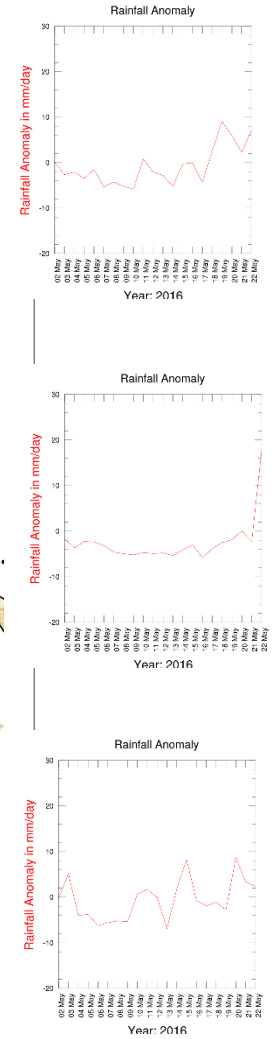 Rainfall Anomaly
Rainfall Anomaly in mm/day
30
20
10
0
-10
-20
02 May
03 May
04 May
05 May
06 May
07 May
08 May
09 May
10 May
11 May
12 May
13 May
14 May
15 May
16 May
17 May
18 May
19 May
20 May
21 May
22 May
Year: 2016
Rainfall Anomaly
Rainfall Anomaly in mm/day
30
20
10
0
-10
-20
02 May
03 May
04 May
05 May
06 May
07 May
08 May
09 May
10 May
11 May
12 May
13 May
14 May
15 May
16 May
17 May
18 May
19 May
20 May
21 May
22 May
Year: 2016
Rainfall Anomaly
Rainfall Anomaly in mm/day
30
20
10
0
-10
-20
02 May
03 May
04 May
05 May
06 May
07 May
08 May
09 May
10 May
11 May
12 May
13 May
14 May
15 May
16 May
17 May
18 May
19 May
20 May
21 May
22 May
Year: 2016